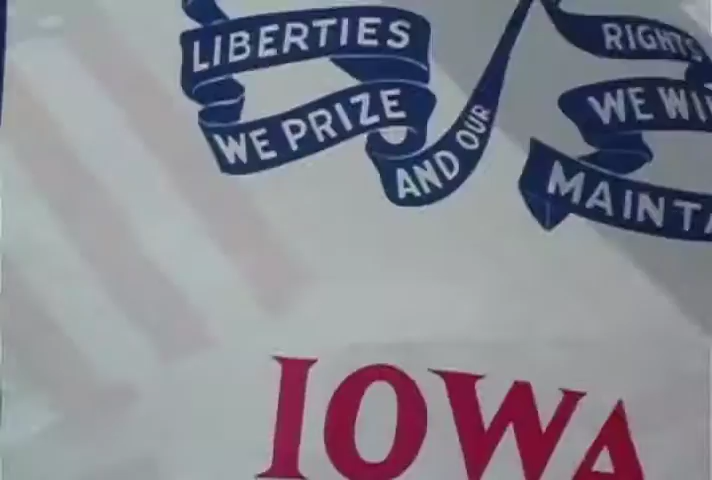 LIBERTIES
WE PRIZE
AND OUR
RIGHTS
WE WI
MAINTA
IOWA